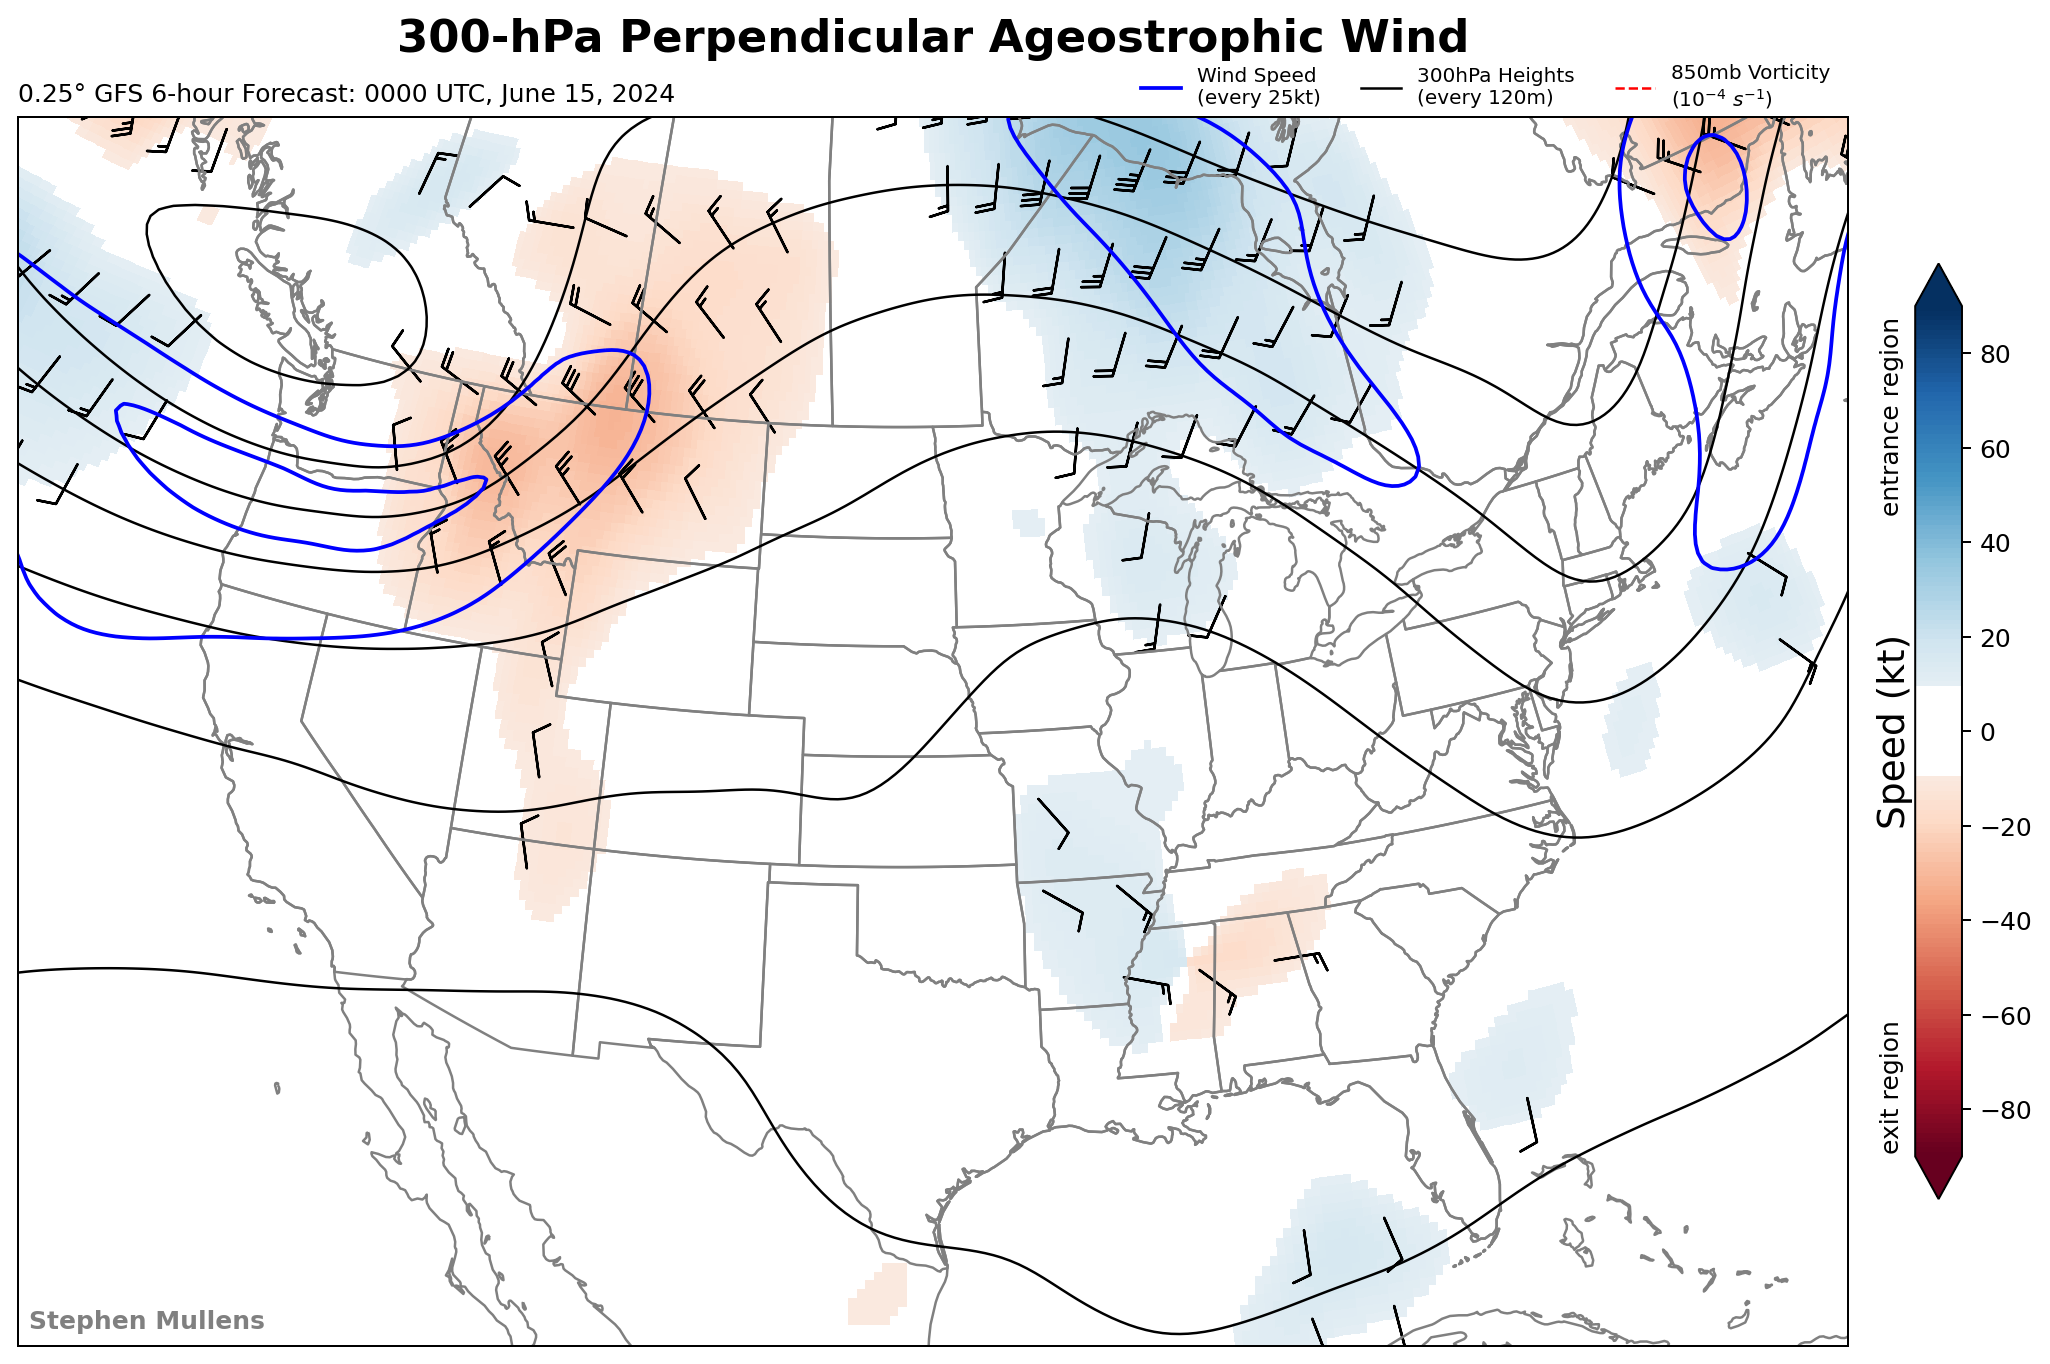 300-hPa Perpendicular Ageostrophic Wind
0.25° GFS 6-hour Forecast: 0000 UTC, June 15, 2024
Wind Speed
(every 25kt)
300hPa Heights
(every 120m)
850mb Vorticity
(10⁻⁴ s⁻¹)
entrance region
Speed (kt)
exit region
80
60
40
20
0
−20
−40
−60
−80
Stephen Mullens